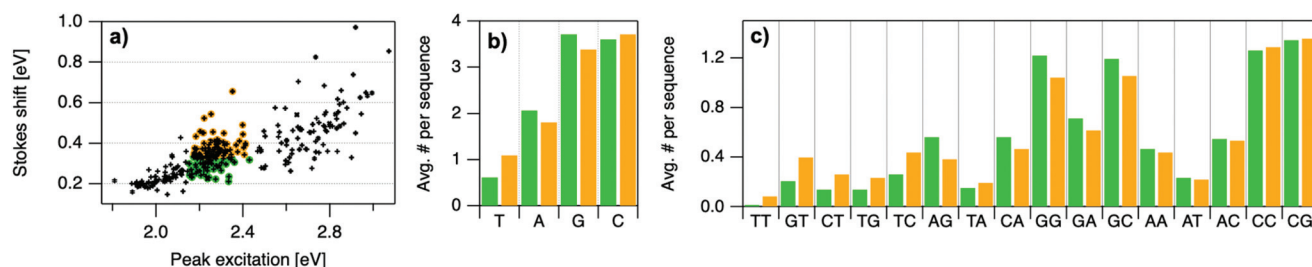 a)
Stokes shift [eV]
1.0
0.8
0.6
0.4
0.2
2.0 2.4 2.8
Peak excitation [eV]
b)
Avg. # per sequence
4
3
2
1
0
T A G C
c)
Avg. # per sequence
1.2
0.8
0.4
0.0
TT GT CT TG TC AG TA CA GG GA GC AA AT AC CC CG